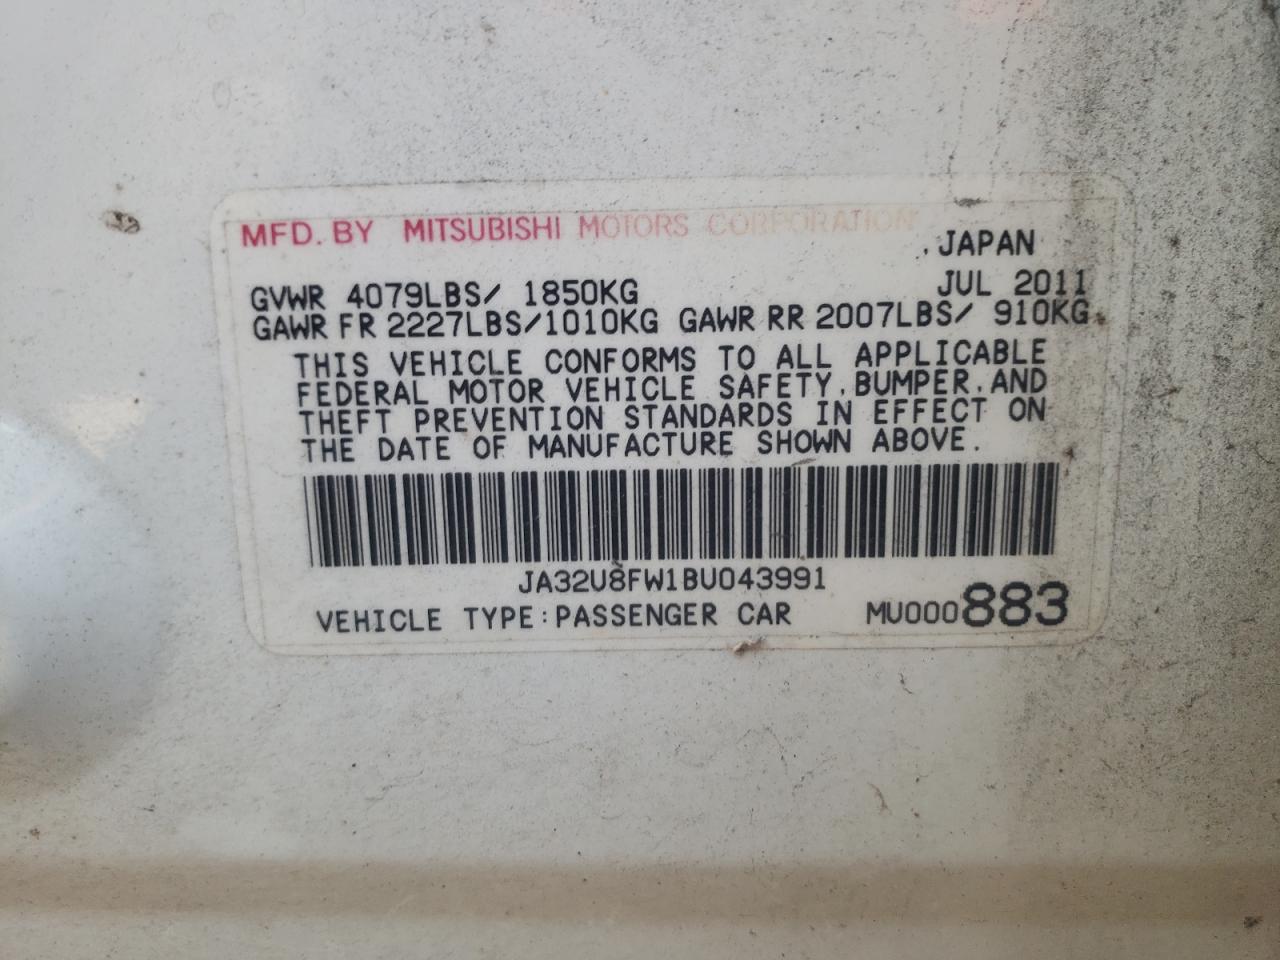 MFD. BY MITSUBISHI MOTORS CORPORATION
. JAPAN
GVWR 4079LBS/ 1850KG JUL 2011
GAWR FR 2227LBS/1010KG GAWR RR 2007LBS/ 910KG
THIS VEHICLE CONFORMS TO ALL APPLICABLE
FEDERAL MOTOR VEHICLE SAFETY, BUMPER, AND
THEFT PREVENTION STANDARDS IN EFFECT ON
THE DATE OF MANUFACTURE SHOWN ABOVE.
JA32U8FW1BU043991
VEHICLE TYPE:PASSENGER CAR MU000883